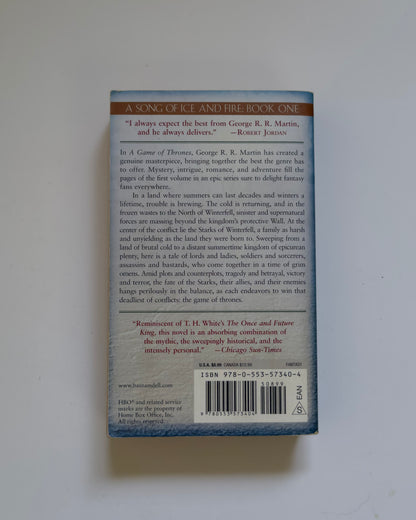 A SONG OF ICE AND FIRE: BOOK ONE
"I always expect the best from George R. R. Martin,
and he always delivers." —ROBERT JORDAN
In A Game of Thrones, George R. R. Martin has created a
genuine masterpiece, bringing together the best the genre has
to offer. Mystery, intrigue, romance, and adventure fill the
pages of the first volume in an epic series sure to delight fantasy
fans everywhere.
In a land where summers can last decades and winters a
lifetime, trouble is brewing. The cold is returning, and in the
frozen wastes to the North of Winterfell, sinister and supernatural
forces are massing beyond the kingdom's protective Wall. At
the center of the conflict lie the Starks of Winterfell, a family as harsh
and unyielding as the land they were born to. Sweeping from a
land of brutal cold to a distant summertime kingdom of epicurean
plenty, here is a tale of lords and ladies, soldiers and sorcerers,
assassins and bastards, who come together in a time of grim
omens. Amid plots and counterplots, tragedy and betrayal, victory
and terror, the fate of the Starks, their allies, and their enemies
hangs perilously in the balance, as each endeavors to win that
deadliest of conflicts: the game of thrones.
"Reminiscent of T. H. White's The Once and Future
King, this novel is an absorbing combination of
the mythic, the sweepingly historical, and the
intensely personal." —Chicago Sun-Times
U.S.A. $8.99 CANADA $10.99 FANTASY
ISBN 978-0-553-57340-4
50899
9 780553 573404
S EAN
www.bantamdell.com
HBO® and related service
marks are the property of
Home Box Office, Inc.
All rights reserved.